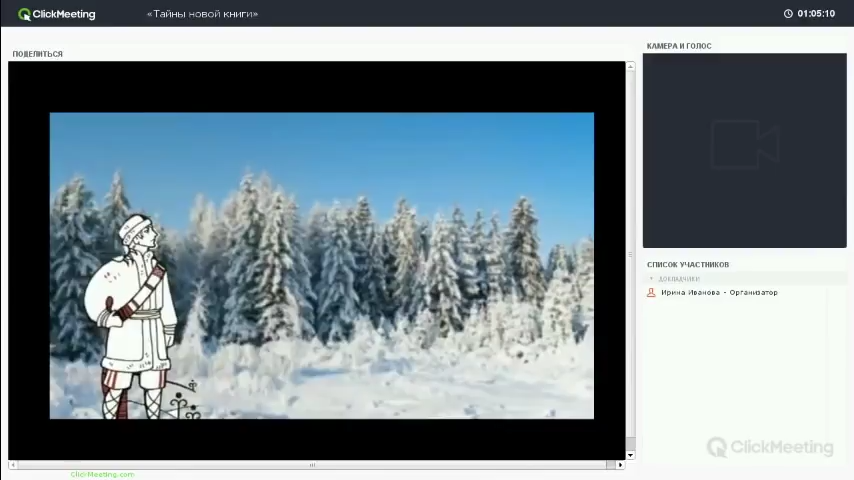 ClickMeeting
«Тайны новой книги»
01:05:10
ПОДЕЛИТЬСЯ
КАМЕРА И ГОЛОС
СПИСОК УЧАСТНИКОВ
ДОКЛАДЧИКИ
Ирина Иванова - Организатор
ClickMeeting
ClickMeeting.com